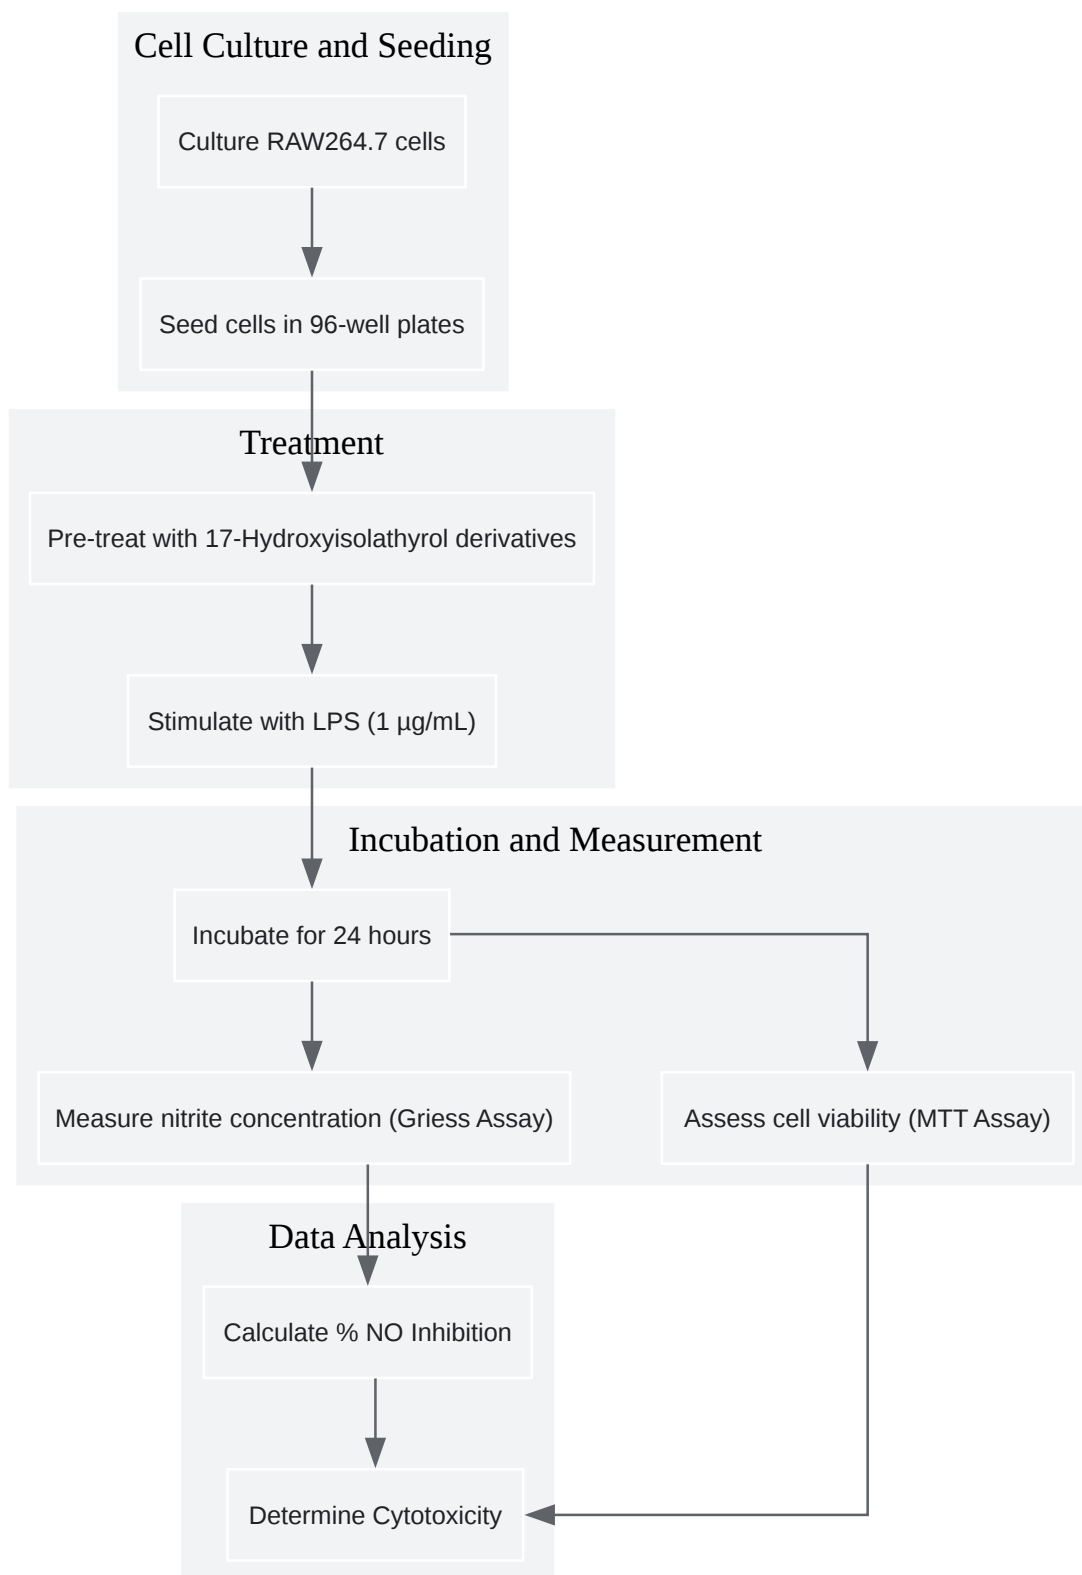 Cell Culture and Seeding
Culture RAW264.7 cells
Seed cells in 96-well plates
Treatment
Pre-treat with 17-Hydroxyisolathyrol derivatives
Stimulate with LPS (1 µg/mL)
Incubation and Measurement
Incubate for 24 hours
Measure nitrite concentration (Griess Assay)
Assess cell viability (MTT Assay)
Data Analysis
Calculate % NO Inhibition
Determine Cytotoxicity